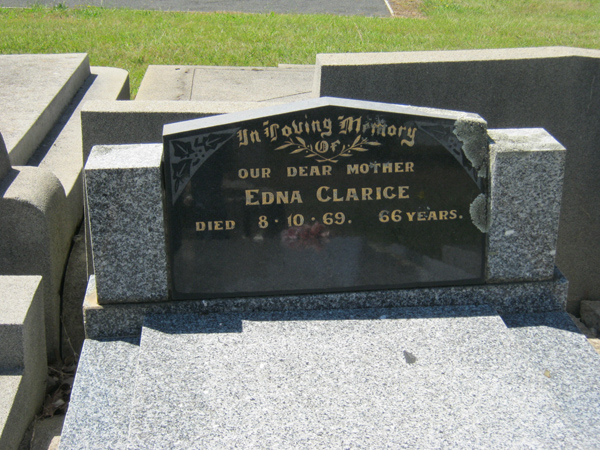 In Loving Memory
Of
OUR DEAR MOTHER
EDNA CLARICE
DIED 8·10·69. 66 YEARS.